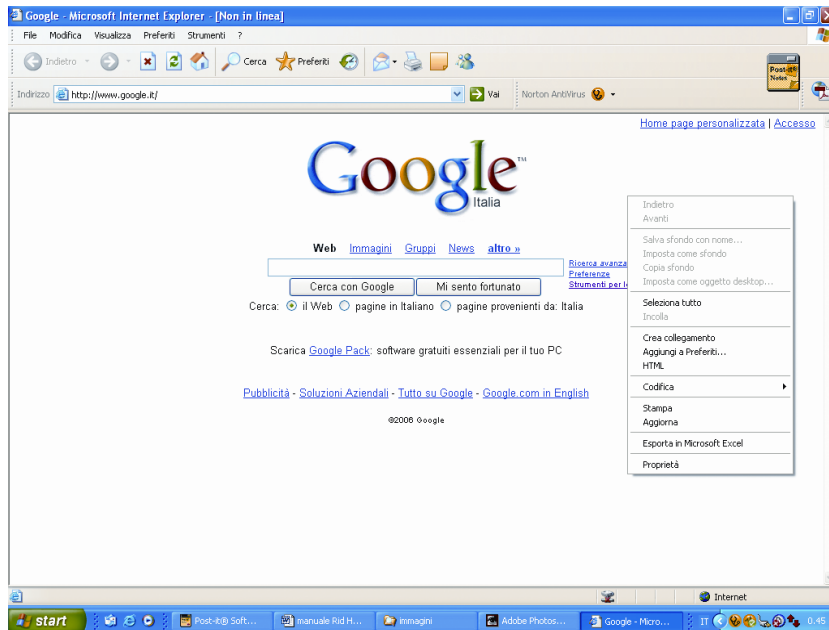 Google - Microsoft Internet Explorer - [Non in linea]
File Modifica Visualizza Preferiti Strumenti ?
Indietro Cerca Preferiti
Post-it® Notes
Indirizzo http://www.google.it/ Vai Norton AntiVirus
Home page personalizzata | Accesso
Google™
Italia
Web Immagini Gruppi News altro »
Ricerca
Preferenze
Strumenti per
Cerca con Google Mi sento fortunato
Cerca: il Web pagine in Italiano pagine provenienti da: Italia
Scarica Google Pack: software gratuiti essenziali per il tuo PC
Pubblicità - Soluzioni Aziendali - Tutto su Google - Google.com in English
©2006 Google
Indietro
Avanti
Salva sfondo con nome...
Imposta come sfondo
Copia sfondo
Imposta come oggetto desktop...
Seleziona tutto
Incolla
Crea collegamento
Aggiungi a Preferiti...
HTML
Codifica
Stampa
Aggiorna
Esporta in Microsoft Excel
Proprietà
Internet
start Post-it® Soft... manuale Rid H... immagini Adobe Photos... Google - Micro... IT 0.45